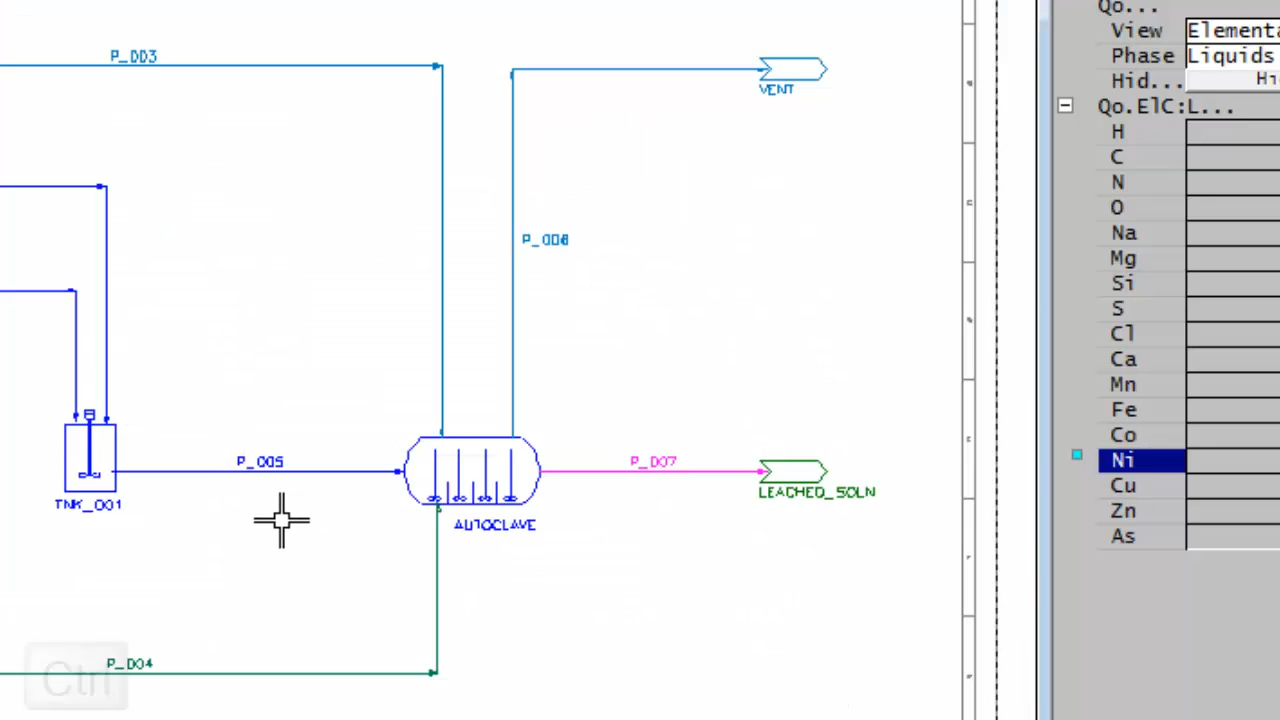 P_003
VENT
P_006
P_005
P_007
TNK_001
LEACHED_SOLN
AUTOCLAVE
P_004
Ctrl
Qo...
View Elementa
Phase Liquids
Hid... Hi
Qo.ElC:L...
H
C
N
O
Na
Mg
Si
S
Cl
Ca
Mn
Fe
Co
Ni
Cu
Zn
As